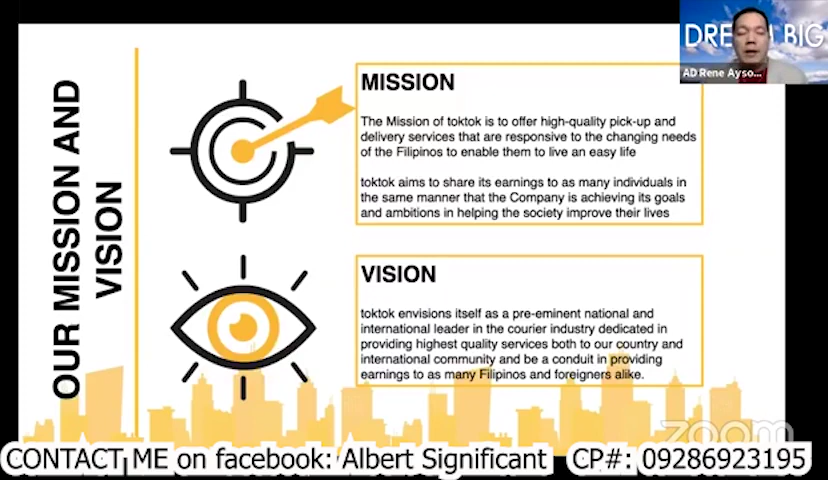 DREAM BIG
AD Rene Ayso...
OUR MISSION AND
VISION
MISSION
The Mission of toktok is to offer high-quality pick-up and
delivery services that are responsive to the changing needs
of the Filipinos to enable them to live an easy life
toktok aims to share its earnings to as many individuals in
the same manner that the Company is achieving its goals
and ambitions in helping the society improve their lives
VISION
toktok envisions itself as a pre-eminent national and
international leader in the courier industry dedicated in
providing highest quality services both to our country and
international community and be a conduit in providing
earnings to as many Filipinos and foreigners alike.
zoom
CONTACT ME on facebook: Albert Significant CP#: 09286923195